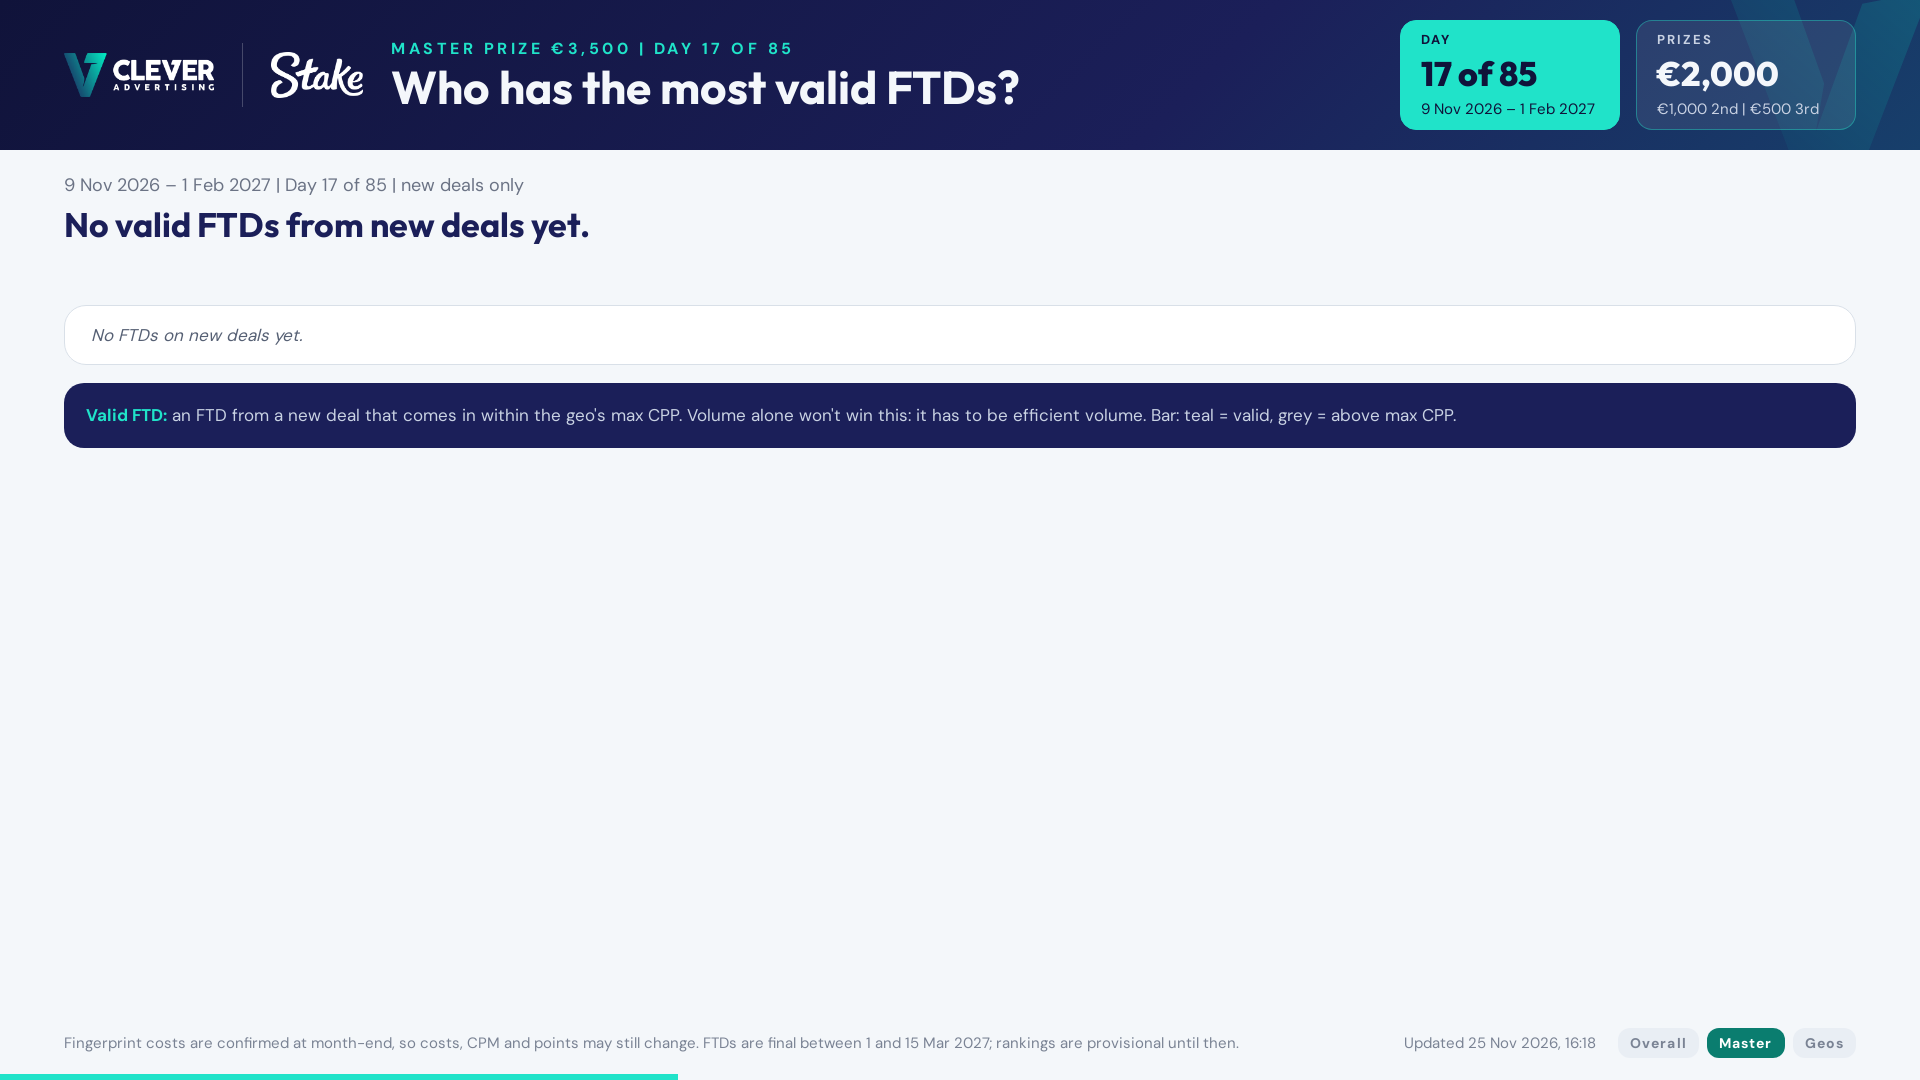 CLEVER
ADVERTISING
Stake
MASTER PRIZE €3,500 | DAY 17 OF 85
Who has the most valid FTDs?
DAY
17 of 85
9 Nov 2026 – 1 Feb 2027
PRIZES
€2,000
€1,000 2nd | €500 3rd
9 Nov 2026 – 1 Feb 2027 | Day 17 of 85 | new deals only
No valid FTDs from new deals yet.
No FTDs on new deals yet.
Valid FTD: an FTD from a new deal that comes in within the geo's max CPP. Volume alone won't win this: it has to be efficient volume. Bar: teal = valid, grey = above max CPP.
Fingerprint costs are confirmed at month-end, so costs, CPM and points may still change. FTDs are final between 1 and 15 Mar 2027; rankings are provisional until then.
Updated 25 Nov 2026, 16:18
Overall
Master
Geos